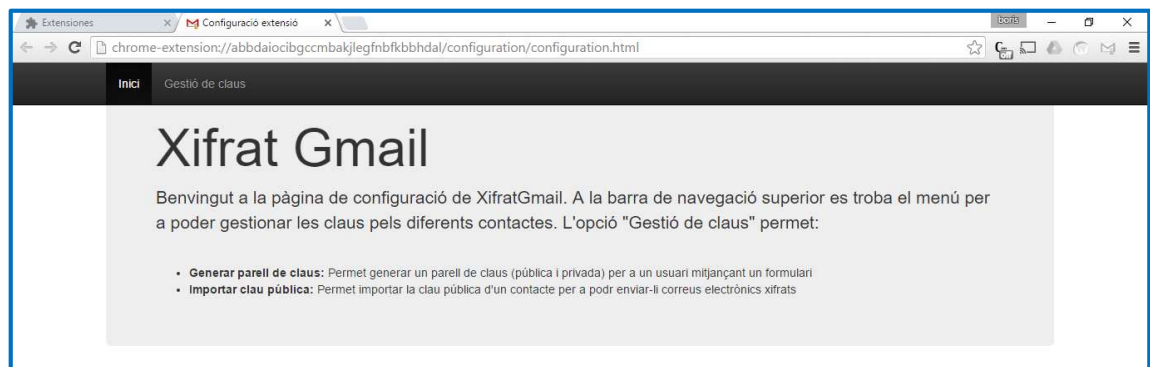 Extensiones
Configuració extensió
boris
chrome-extension://abbdaiocibgccmbakjlegfnbfkbbhdal/configuration/configuration.html
Off
Inici Gestió de claus
Xifrat Gmail
Benvingut a la pàgina de configuració de XifratGmail. A la barra de navegació superior es troba el menú per
a poder gestionar les claus pels diferents contactes. L'opció "Gestió de claus" permet:
• Generar parell de claus: Permet generar un parell de claus (pública i privada) per a un usuari mitjançant un formulari
• Importar clau pública: Permet importar la clau pública d'un contacte per a podr enviar-li correus electrònics xifrats